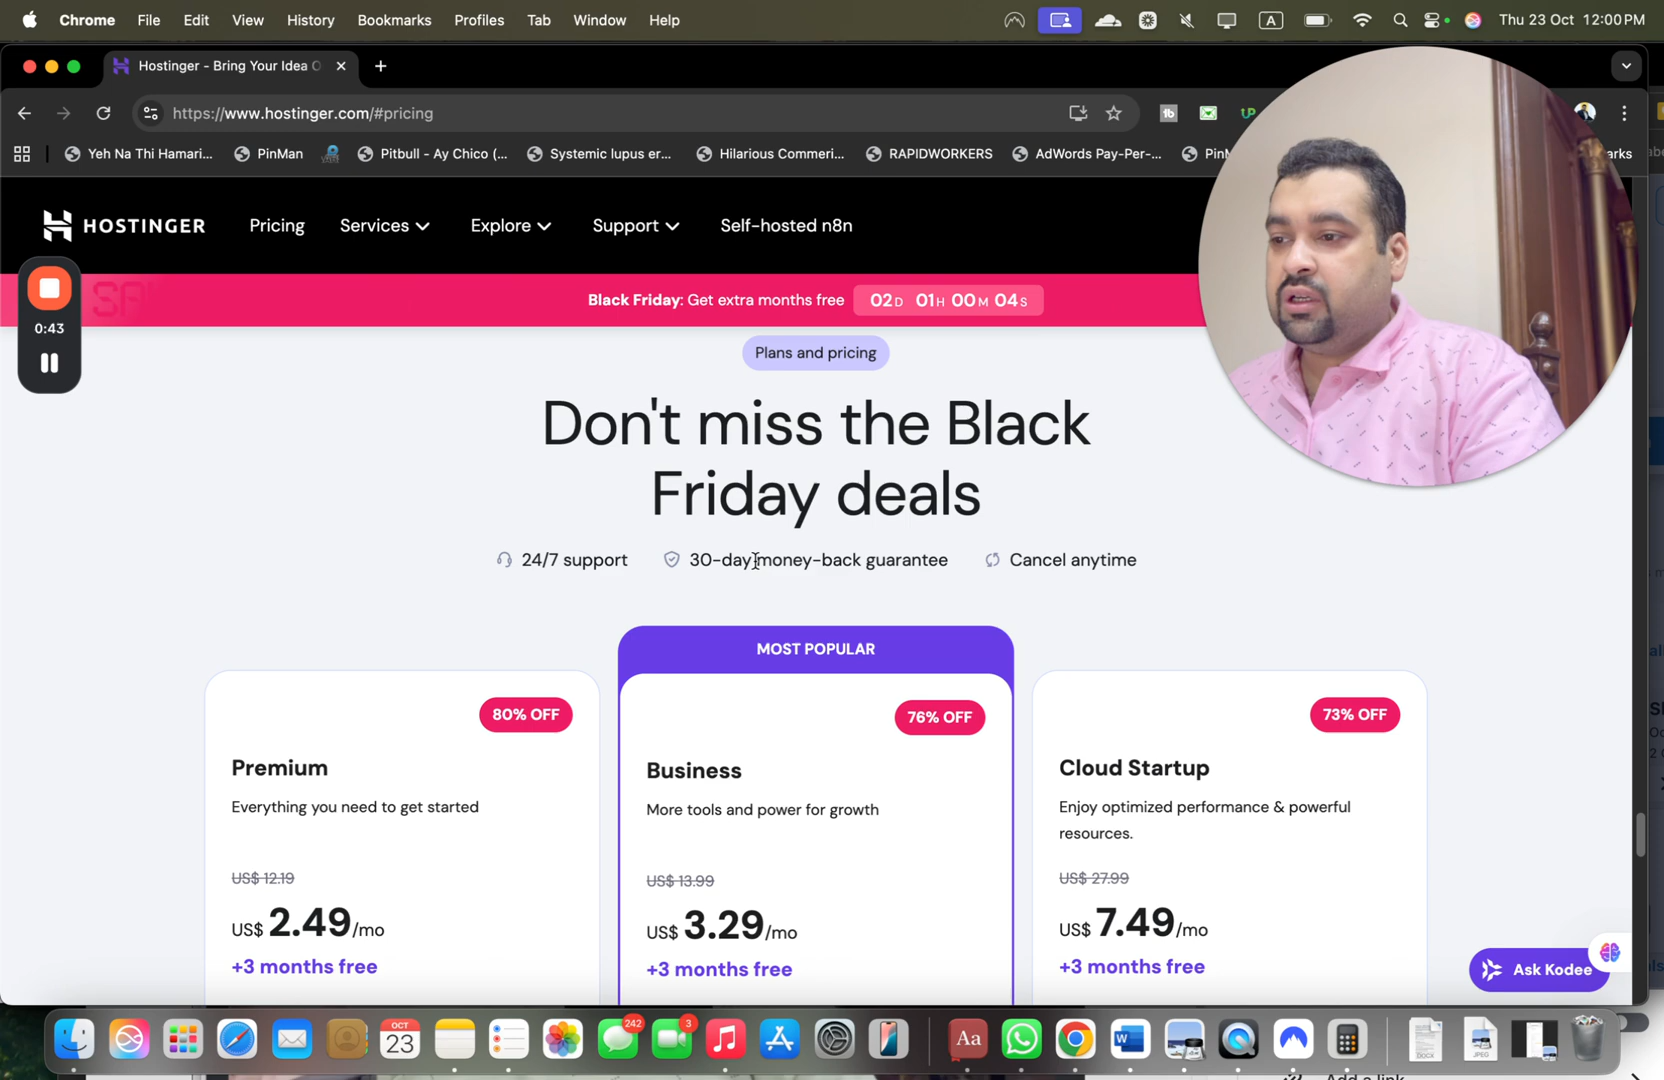 Chrome File Edit View History Bookmarks Profiles Tab Window Help
A
Thu 23 Oct 12:00 PM
Hostinger - Bring Your Idea O
https://www.hostinger.com/#pricing
Yeh Na Thi Hamari...
PinMan
Pitbull - Ay Chico (...
Systemic lupus er...
Hilarious Commeri...
RAPIDWORKERS
AdWords Pay-Per-...
HOSTINGER
Pricing
Services
Explore
Support
Self-hosted n8n
Black Friday: Get extra months free 02D 01H 00M 04S
0:43
Plans and pricing
Don't miss the Black
Friday deals
24/7 support
30-day money-back guarantee
Cancel anytime
MOST POPULAR
80% OFF
Premium
Everything you need to get started
US$ 12.19
US$ 2.49/mo
+3 months free
76% OFF
Business
More tools and power for growth
US$ 13.99
US$ 3.29/mo
+3 months free
73% OFF
Cloud Startup
Enjoy optimized performance & powerful
resources.
US$ 27.99
US$ 7.49/mo
+3 months free
Ask Kodee
OCT
23
242
3
Aa
DOCX
JPEG
Add a link